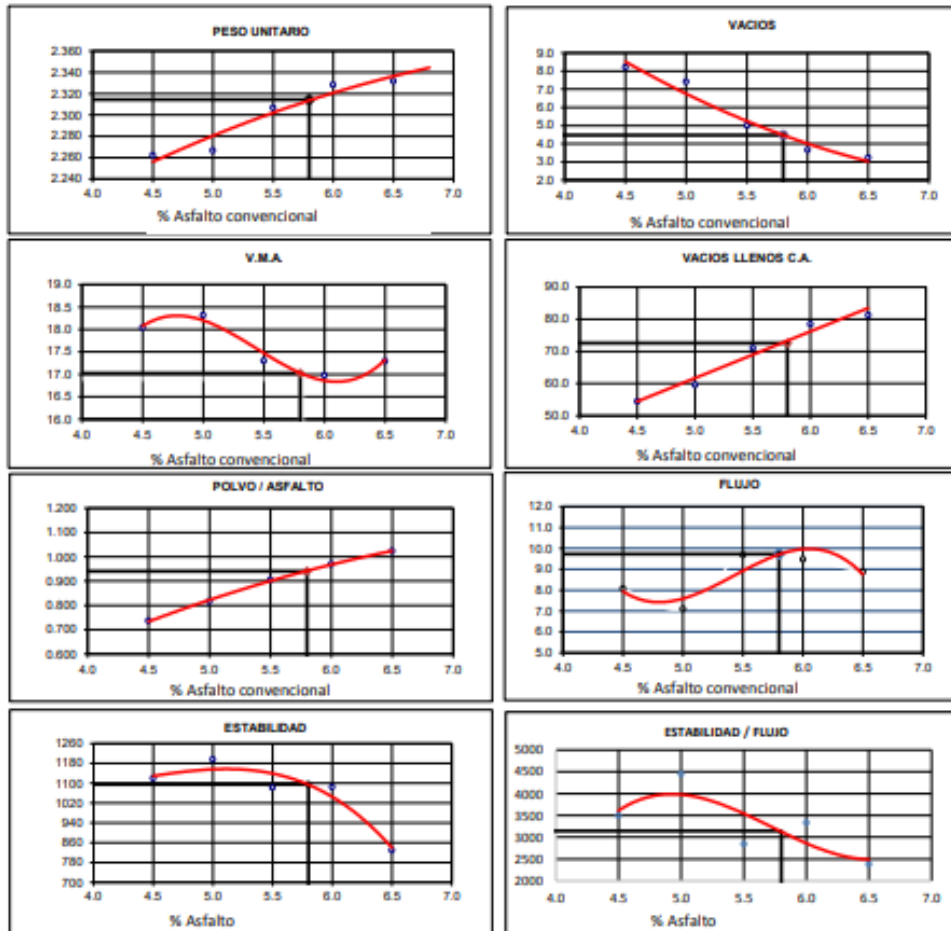 PESO UNITARIO
2.360
2.340
2.320
2.300
2.280
2.260
2.240
4.0 4.5 5.0 5.5 6.0 6.5 7.0
% Asfalto convencional
VACIOS
9.0
8.0
7.0
6.0
5.0
4.0
3.0
2.0
4.0 4.5 5.0 5.5 6.0 6.5 7.0
% Asfalto convencional
V.M.A.
19.0
18.5
18.0
17.5
17.0
16.5
16.0
4.0 4.5 5.0 5.5 6.0 6.5 7.0
% Asfalto convencional
VACIOS LLENOS C.A.
90.0
80.0
70.0
60.0
50.0
4.0 4.5 5.0 5.5 6.0 6.5 7.0
% Asfalto convencional
POLVO / ASFALTO
1.200
1.100
1.000
0.900
0.800
0.700
0.600
4.0 4.5 5.0 5.5 6.0 6.5 7.0
% Asfalto convencional
FLUJO
12.0
11.0
10.0
9.0
8.0
7.0
6.0
5.0
4.0 4.5 5.0 5.5 6.0 6.5 7.0
% Asfalto convencional
ESTABILIDAD
1260
1180
1100
1020
940
860
780
700
4.0 4.5 5.0 5.5 6.0 6.5 7.0
% Asfalto
ESTABILIDAD / FLUJO
5000
4500
4000
3500
3000
2500
2000
4.0 4.5 5.0 5.5 6.0 6.5 7.0
% Asfalto